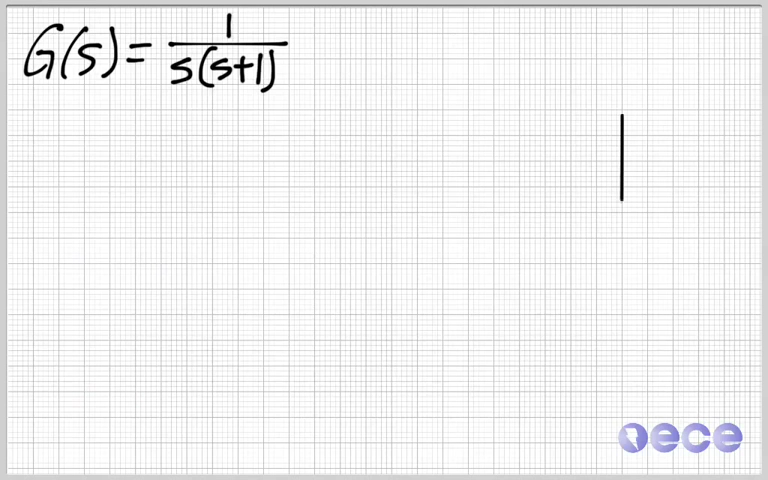 G(s) = 1 / s(s+1)
ece